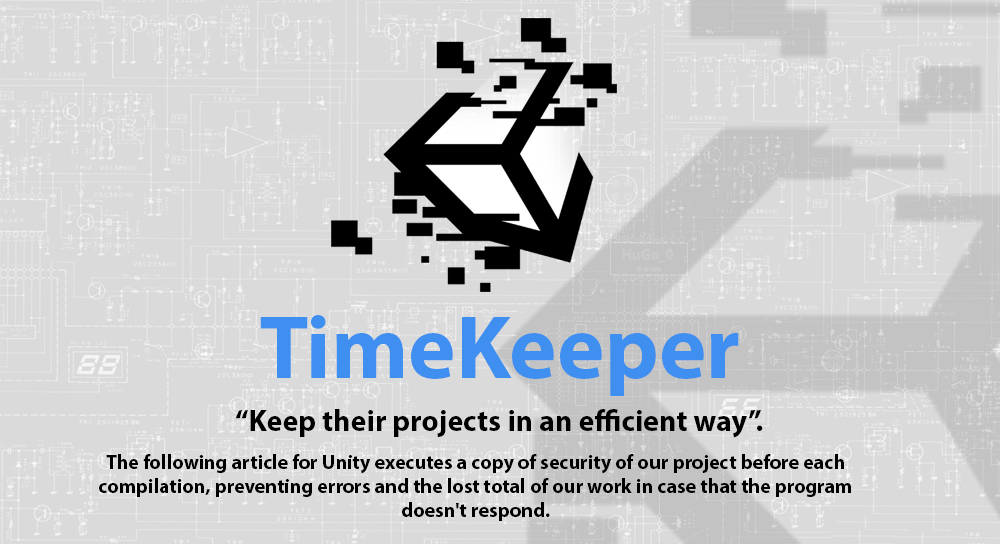 HuGo_0
TimeKeeper
88
“Keep their projects in an efficient way”.
The following article for Unity executes a copy of security of our project before each
compilation, preventing errors and the lost total of our work in case that the program
doesn't respond.